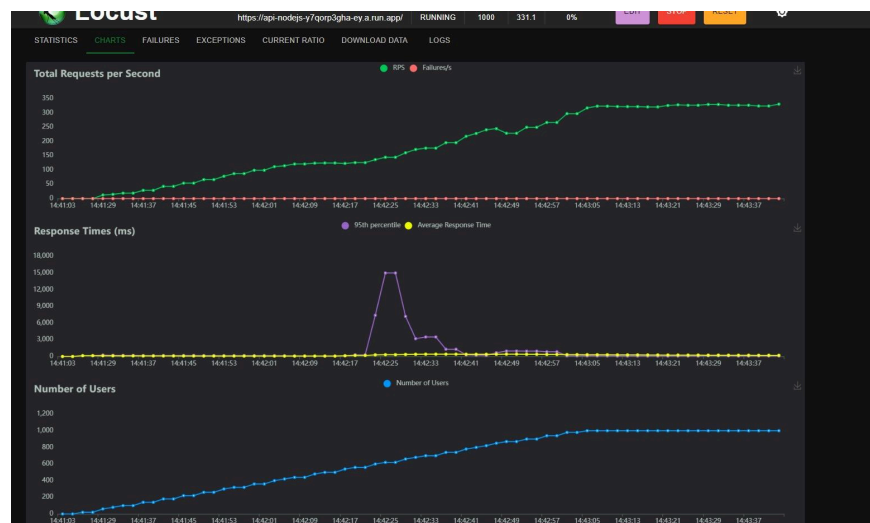 Locust
https://api-nodejs-y7qorp3gha-ey.a.run.app/ RUNNING 1000 331.1 0% EDIT STOP RESET
STATISTICS CHARTS FAILURES EXCEPTIONS CURRENT RATIO DOWNLOAD DATA LOGS
Total Requests per Second
RPS Failures/s
350
300
250
200
150
100
50
0
14:41:03 14:41:29 14:41:37 14:41:45 14:41:53 14:42:01 14:42:09 14:42:17 14:42:25 14:42:33 14:42:41 14:42:49 14:42:57 14:43:05 14:43:13 14:43:21 14:43:29 14:43:37
Response Times (ms)
95th percentile Average Response Time
18,000
15,000
12,000
9,000
6,000
3,000
0
14:41:03 14:41:29 14:41:37 14:41:45 14:41:53 14:42:01 14:42:09 14:42:17 14:42:25 14:42:33 14:42:41 14:42:49 14:42:57 14:43:05 14:43:13 14:43:21 14:43:29 14:43:37
Number of Users
Number of Users
1,200
1,000
800
600
400
200
0
14:41:03 14:41:29 14:41:37 14:41:45 14:41:53 14:42:01 14:42:09 14:42:17 14:42:25 14:42:33 14:42:41 14:42:49 14:42:57 14:43:05 14:43:13 14:43:21 14:43:29 14:43:37